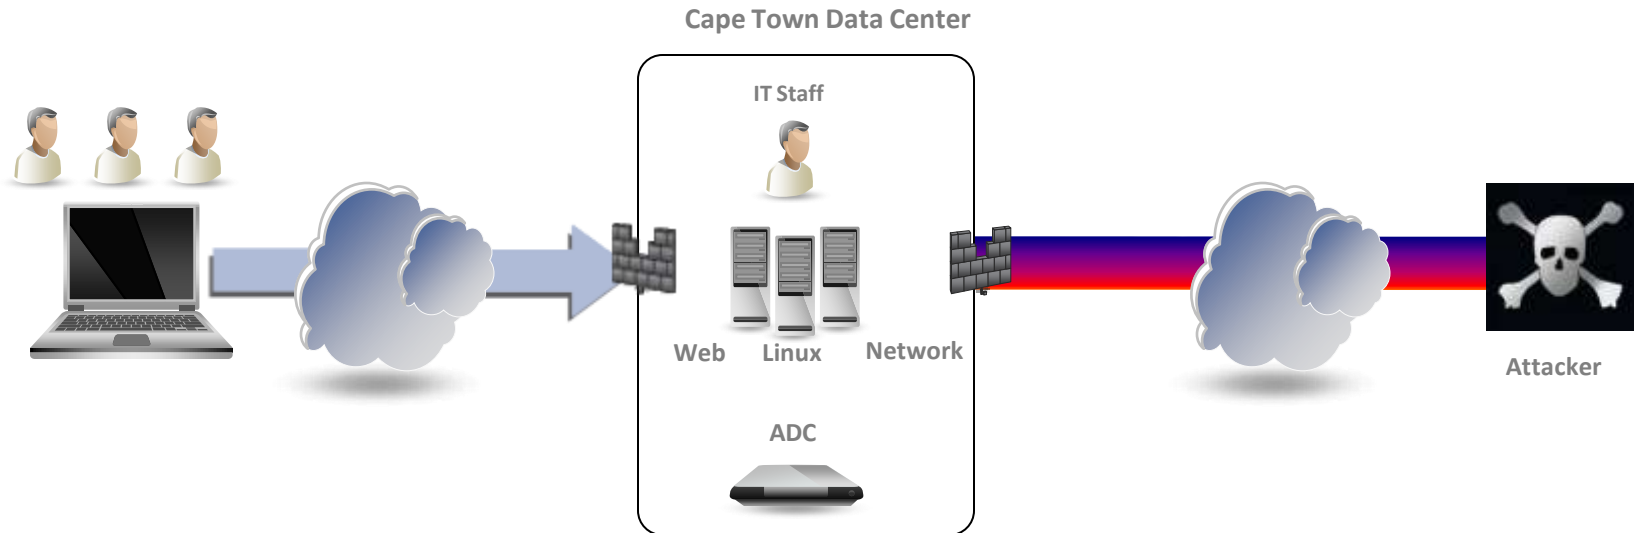 Cape Town Data Center
IT Staff
Web Linux Network
Attacker
ADC